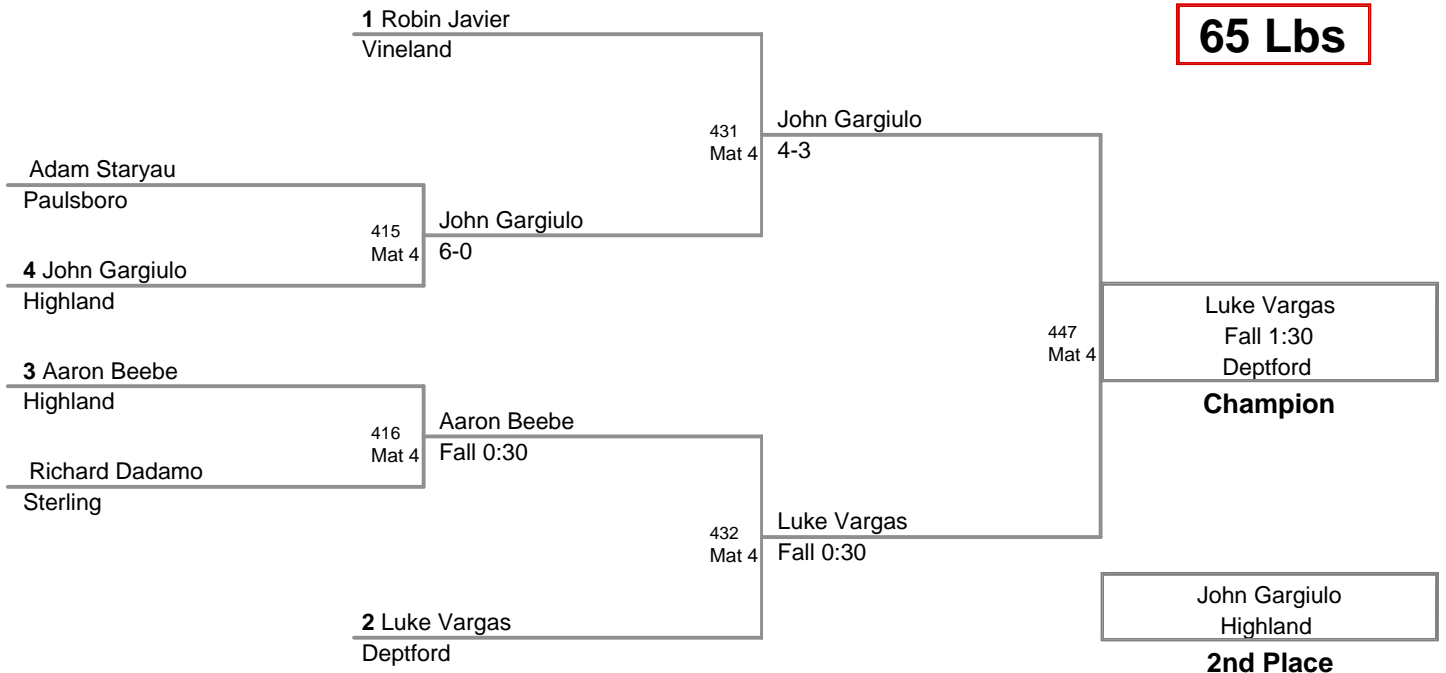 1 Robin Javier
Vineland
65 Lbs
431
Mat 4
John Gargiulo
4-3
Adam Staryau
Paulsboro
415
Mat 4
John Gargiulo
6-0
4 John Gargiulo
Highland
447
Mat 4
Luke Vargas
Fall 1:30
Deptford
Champion
3 Aaron Beebe
Highland
416
Mat 4
Aaron Beebe
Fall 0:30
Richard Dadamo
Sterling
432
Mat 4
Luke Vargas
Fall 0:30
2 Luke Vargas
Deptford
John Gargiulo
Highland
2nd Place